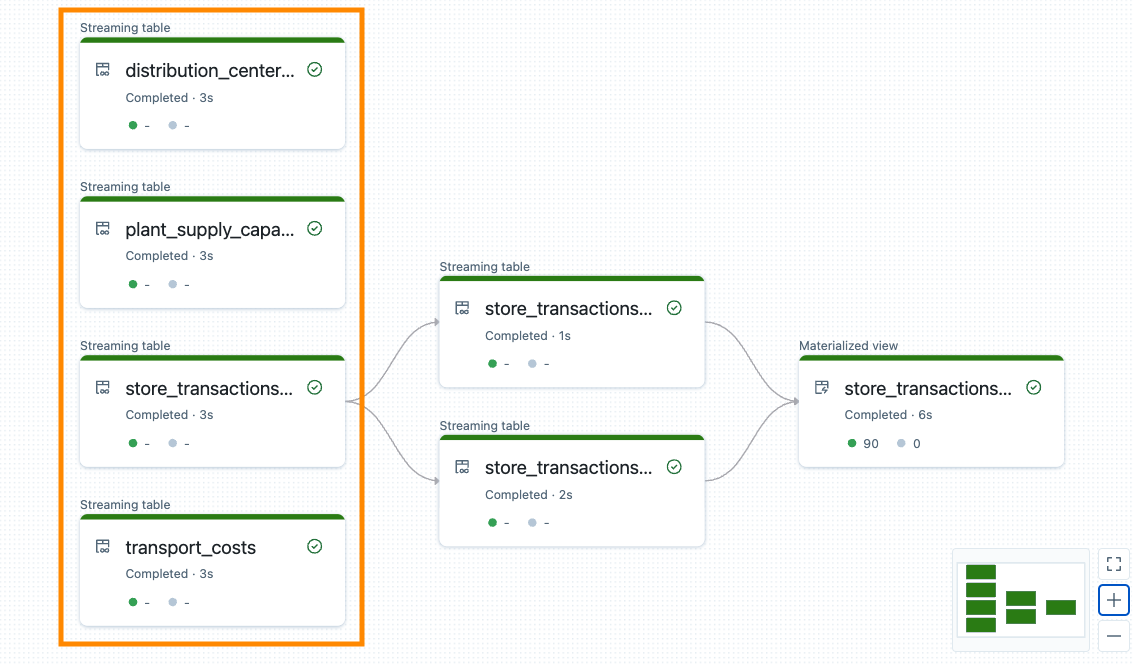 Streaming table
distribution_center...
Completed · 3s
- -
Streaming table
plant_supply_capa...
Completed · 3s
- -
Streaming table
store_transactions...
Completed · 3s
- -
Streaming table
transport_costs
Completed · 3s
- -
Streaming table
store_transactions...
Completed · 1s
- -
Streaming table
store_transactions...
Completed · 2s
- -
Materialized view
store_transactions...
Completed · 6s
90 0